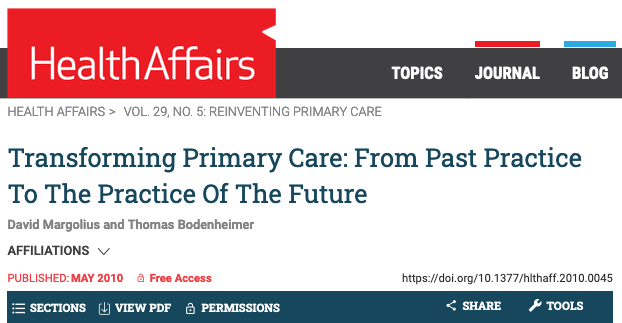 HealthAffairs
TOPICS JOURNAL BLOG
HEALTH AFFAIRS > VOL. 29, NO. 5: REINVENTING PRIMARY CARE
Transforming Primary Care: From Past Practice
To The Practice Of The Future
David Margolius and Thomas Bodenheimer
AFFILIATIONS
PUBLISHED: MAY 2010 Free Access https://doi.org/10.1377/hlthaff.2010.0045
SECTIONS VIEW PDF PERMISSIONS SHARE TOOLS